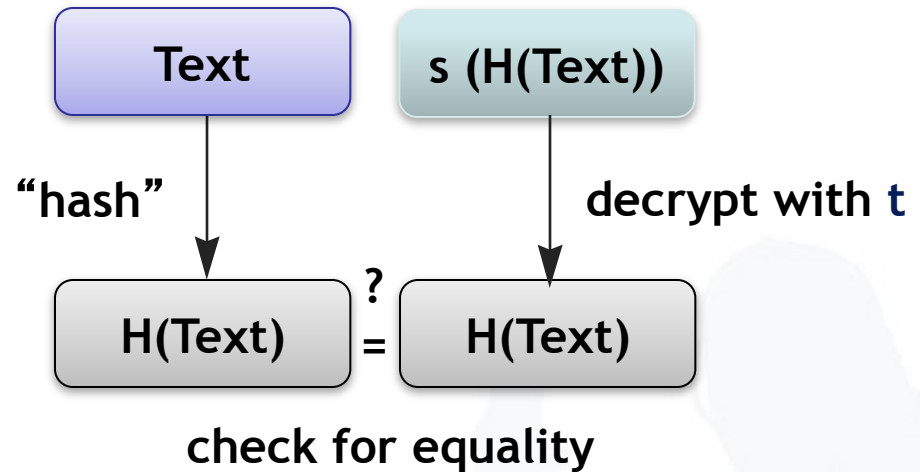 Text
s (H(Text))
“hash”
decrypt with t
H(Text)
?
=
H(Text)
check for equality